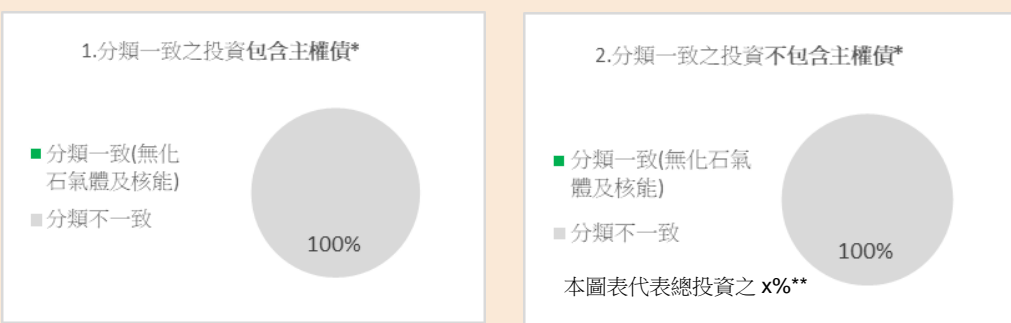 1.分類一致之投資包含主權債*
分類一致(無化
石氣體及核能)
分類不一致
100%
2.分類一致之投資不包含主權債*
分類一致(無化石氣
體及核能)
分類不一致
100%
本圖表代表總投資之 x%**